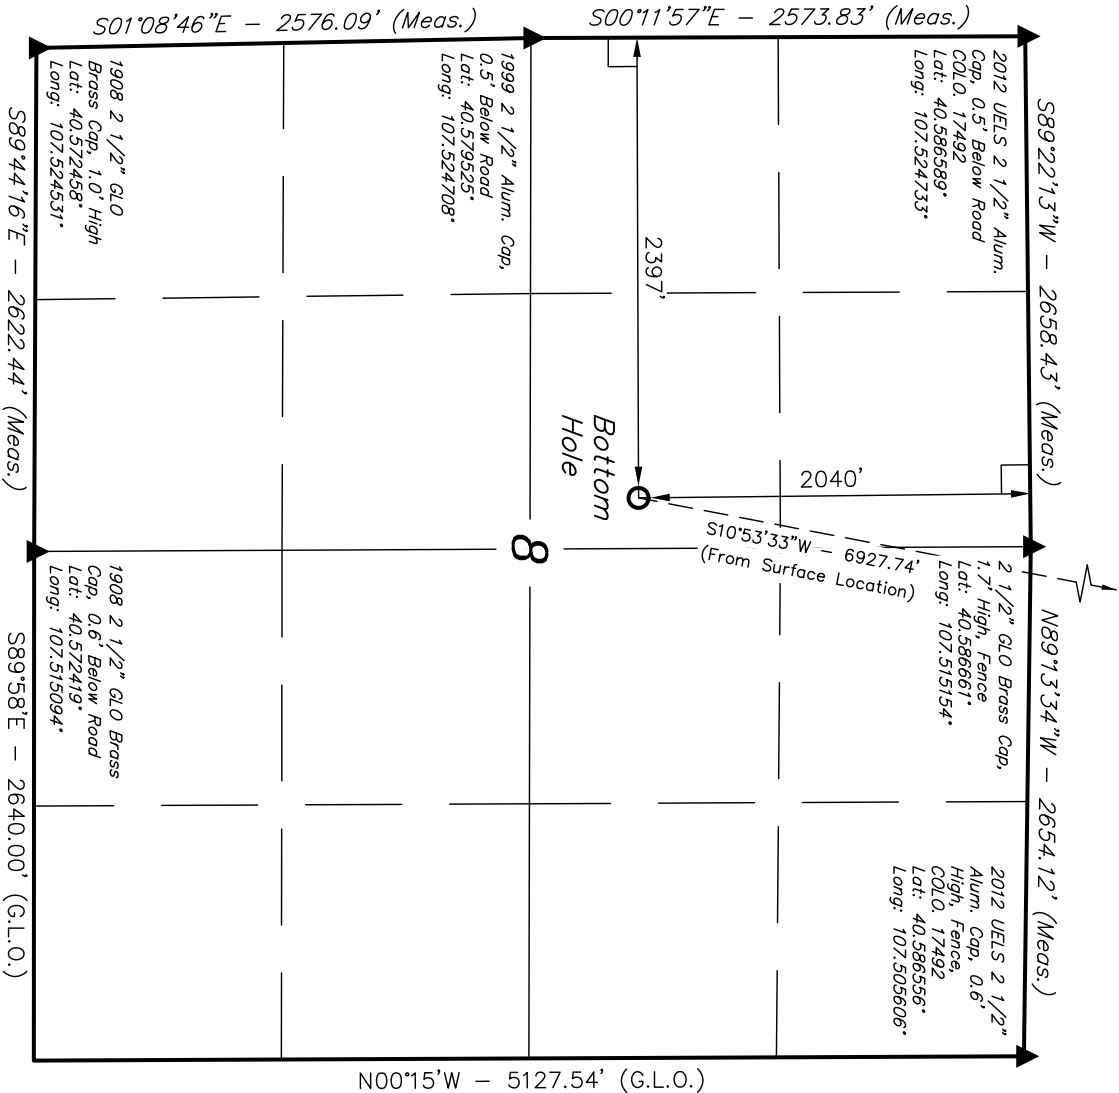 S01°08'46"E - 2576.09' (Meas.)
S00°11'57"E - 2573.83' (Meas.)
1908 2 1/2" GLO
Brass Cap, 1.0' High
Lat: 40.572458°
Long: 107.524531°
1999 2 1/2" Alum. Cap,
0.5' Below Road
Lat: 40.579525°
Long: 107.524708°
2012 UELS 2 1/2" Alum.
Cap, 0.5' Below Road
COLO. 17492
Lat: 40.586589°
Long: 107.524733°
S89°44'16"E - 2622.44' (Meas.)
S89°22'13"W - 2658.43' (Meas.)
2397'
Bottom
Hole
2040'
8
S10°53'33"W - 6927.74'
(From Surface Location)
2 1/2" GLO Brass Cap,
1.7' High, Fence
Lat: 40.586661°
Long: 107.515154°
1908 2 1/2" GLO Brass
Cap, 0.6' Below Road
Lat: 40.572419°
Long: 107.515094°
S89°58'E - 2640.00' (G.L.O.)
N89°13'34"W - 2654.12' (Meas.)
2012 UELS 2 1/2"
Alum. Cap, 0.6'
High, Fence,
COLO. 17492
Lat: 40.586556°
Long: 107.505606°
N00°15'W - 5127.54' (G.L.O.)